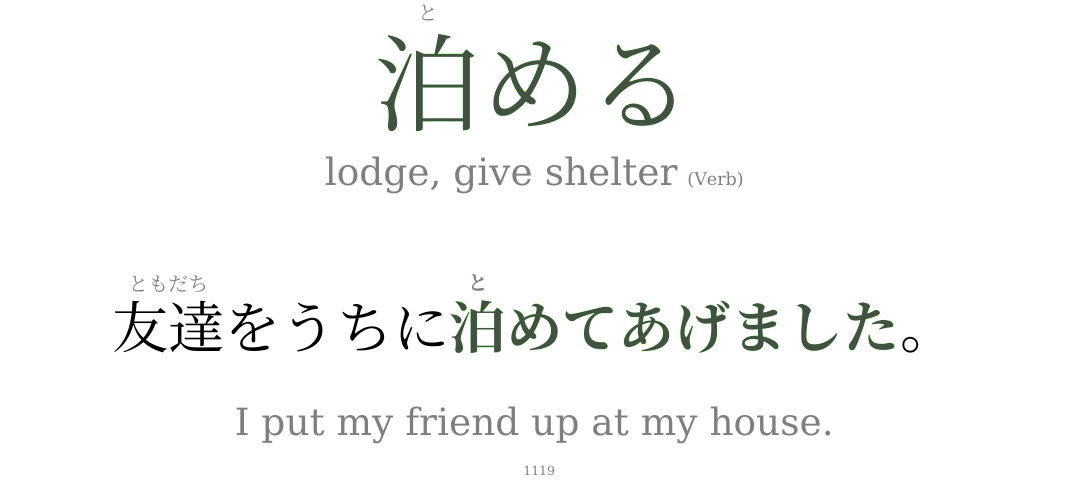 と
泊める
lodge, give shelter (Verb)
ともだち と
友達をうちに泊めてあげました。
I put my friend up at my house.
1119